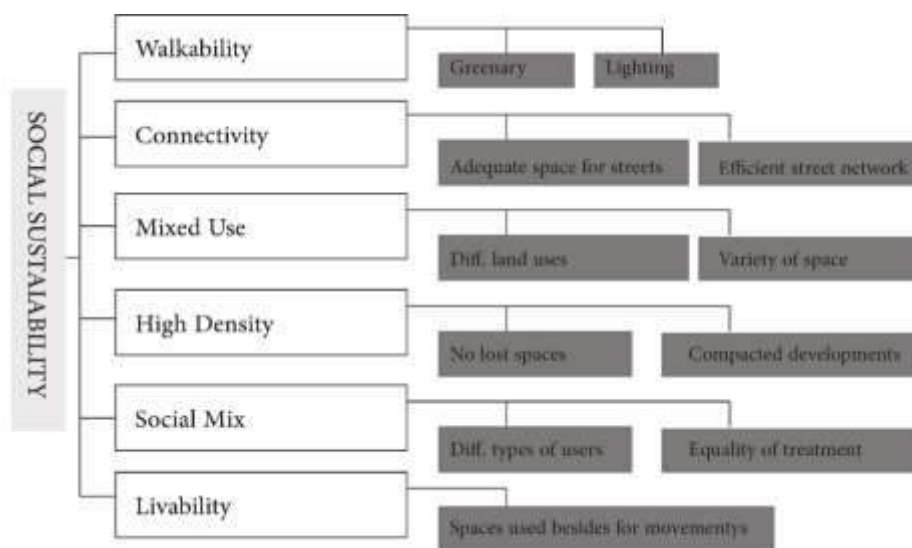 SOCIAL SUSTAIABILITY
Walkability
Greenary
Lighting
Connectivity
Adequate space for streets
Efficient street network
Mixed Use
Diff. land uses
Variety of space
High Density
No lost spaces
Compacted developments
Social Mix
Diff. types of users
Equality of treatment
Livability
Spaces used besides for movementys